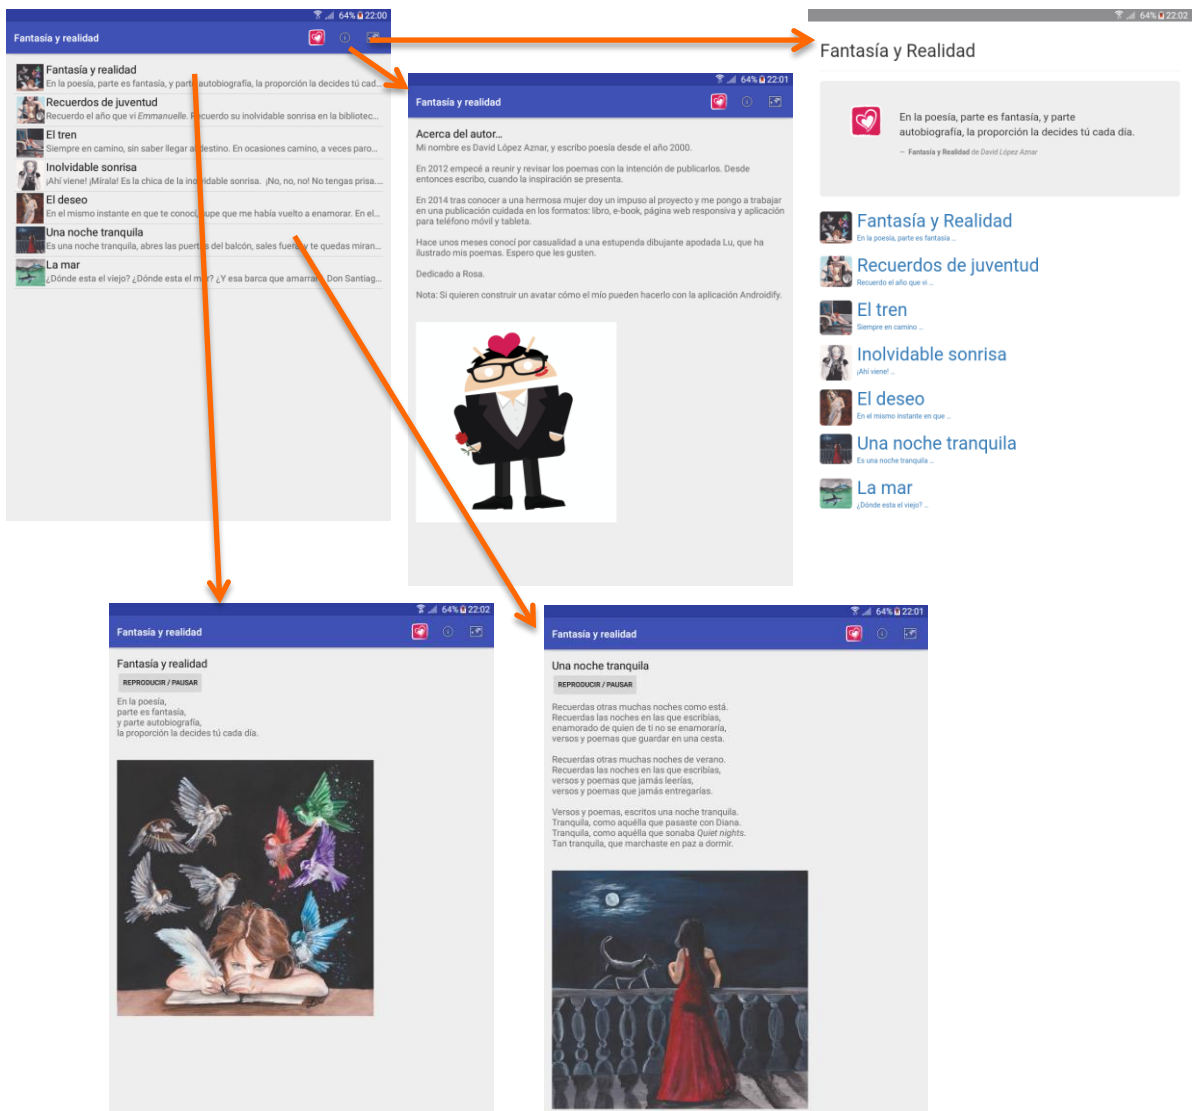 64% 22:00
Fantasía y realidad
Fantasía y realidad
En la poesía, parte es fantasía, y parte autobiografía, la proporción la decides tú cad...
Recuerdos de juventud
Recuerdo el año que vi Emmanuelle. Recuerdo su inolvidable sonrisa en la bibliotec...
El tren
Siempre en camino, sin saber llegar al destino. En ocasiones camino, a veces paro...
Inolvidable sonrisa
¡Ahí viene! ¡Mírala! Es la chica de la inolvidable sonrisa. ¡No, no, no! No tengas prisa....
El deseo
En el mismo instante en que te conocí, supe que me había vuelto a enamorar. En el...
Una noche tranquila
Es una noche tranquila, abres las puertas del balcón, sales fuera y te quedas miran...
La mar
¿Dónde esta el viejo? ¿Dónde esta el mar? ¿Y esa barca que amarrar Don Santiag...
64% 22:01
Fantasía y realidad
Acerca del autor...
Mi nombre es David López Aznar, y escribo poesía desde el año 2000.
En 2012 empecé a reunir y revisar los poemas con la intención de publicarlos. Desde
entonces escribo, cuando la inspiración se presenta.
En 2014 tras conocer a una hermosa mujer doy un impuso al proyecto y me pongo a trabajar
en una publicación cuidada en los formatos: libro, e-book, página web responsiva y aplicación
para teléfono móvil y tableta.
Hace unos meses conocí por casualidad a una estupenda dibujante apodada Lu, que ha
ilustrado mis poemas. Espero que les gusten.
Dedicado a Rosa.
Nota: Si quieren construir un avatar cómo el mío pueden hacerlo con la aplicación Androidify.
64% 22:02
Fantasía y Realidad
En la poesía, parte es fantasía, y parte
autobiografía, la proporción la decides tú cada día.
— Fantasía y Realidad de David López Aznar
Fantasía y Realidad
En la poesía, parte es fantasía ...
Recuerdos de juventud
Recuerdo el año que vi ...
El tren
Siempre en camino ...
Inolvidable sonrisa
¡Ahí viene! ...
El deseo
En el mismo instante en que ...
Una noche tranquila
Es una noche tranquila ...
La mar
¿Dónde esta el viejo? ...
64% 22:02
Fantasía y realidad
Fantasía y realidad
REPRODUCIR / PAUSAR
En la poesía,
parte es fantasía,
y parte autobiografía,
la proporción la decides tú cada día.
64% 22:01
Fantasía y realidad
Una noche tranquila
REPRODUCIR / PAUSAR
Recuerdas otras muchas noches como está.
Recuerdas las noches en las que escribías,
enamorado de quien de ti no se enamoraría,
versos y poemas que guardar en una cesta.
Recuerdas otras muchas noches de verano.
Recuerdas las noches en las que escribías,
versos y poemas que jamás leerías,
versos y poemas que jamás entregarías.
Versos y poemas, escritos una noche tranquila.
Tranquila, como aquélla que pasaste con Diana.
Tranquila, como aquélla que sonaba Quiet nights.
Tan tranquila, que marchaste en paz a dormir.